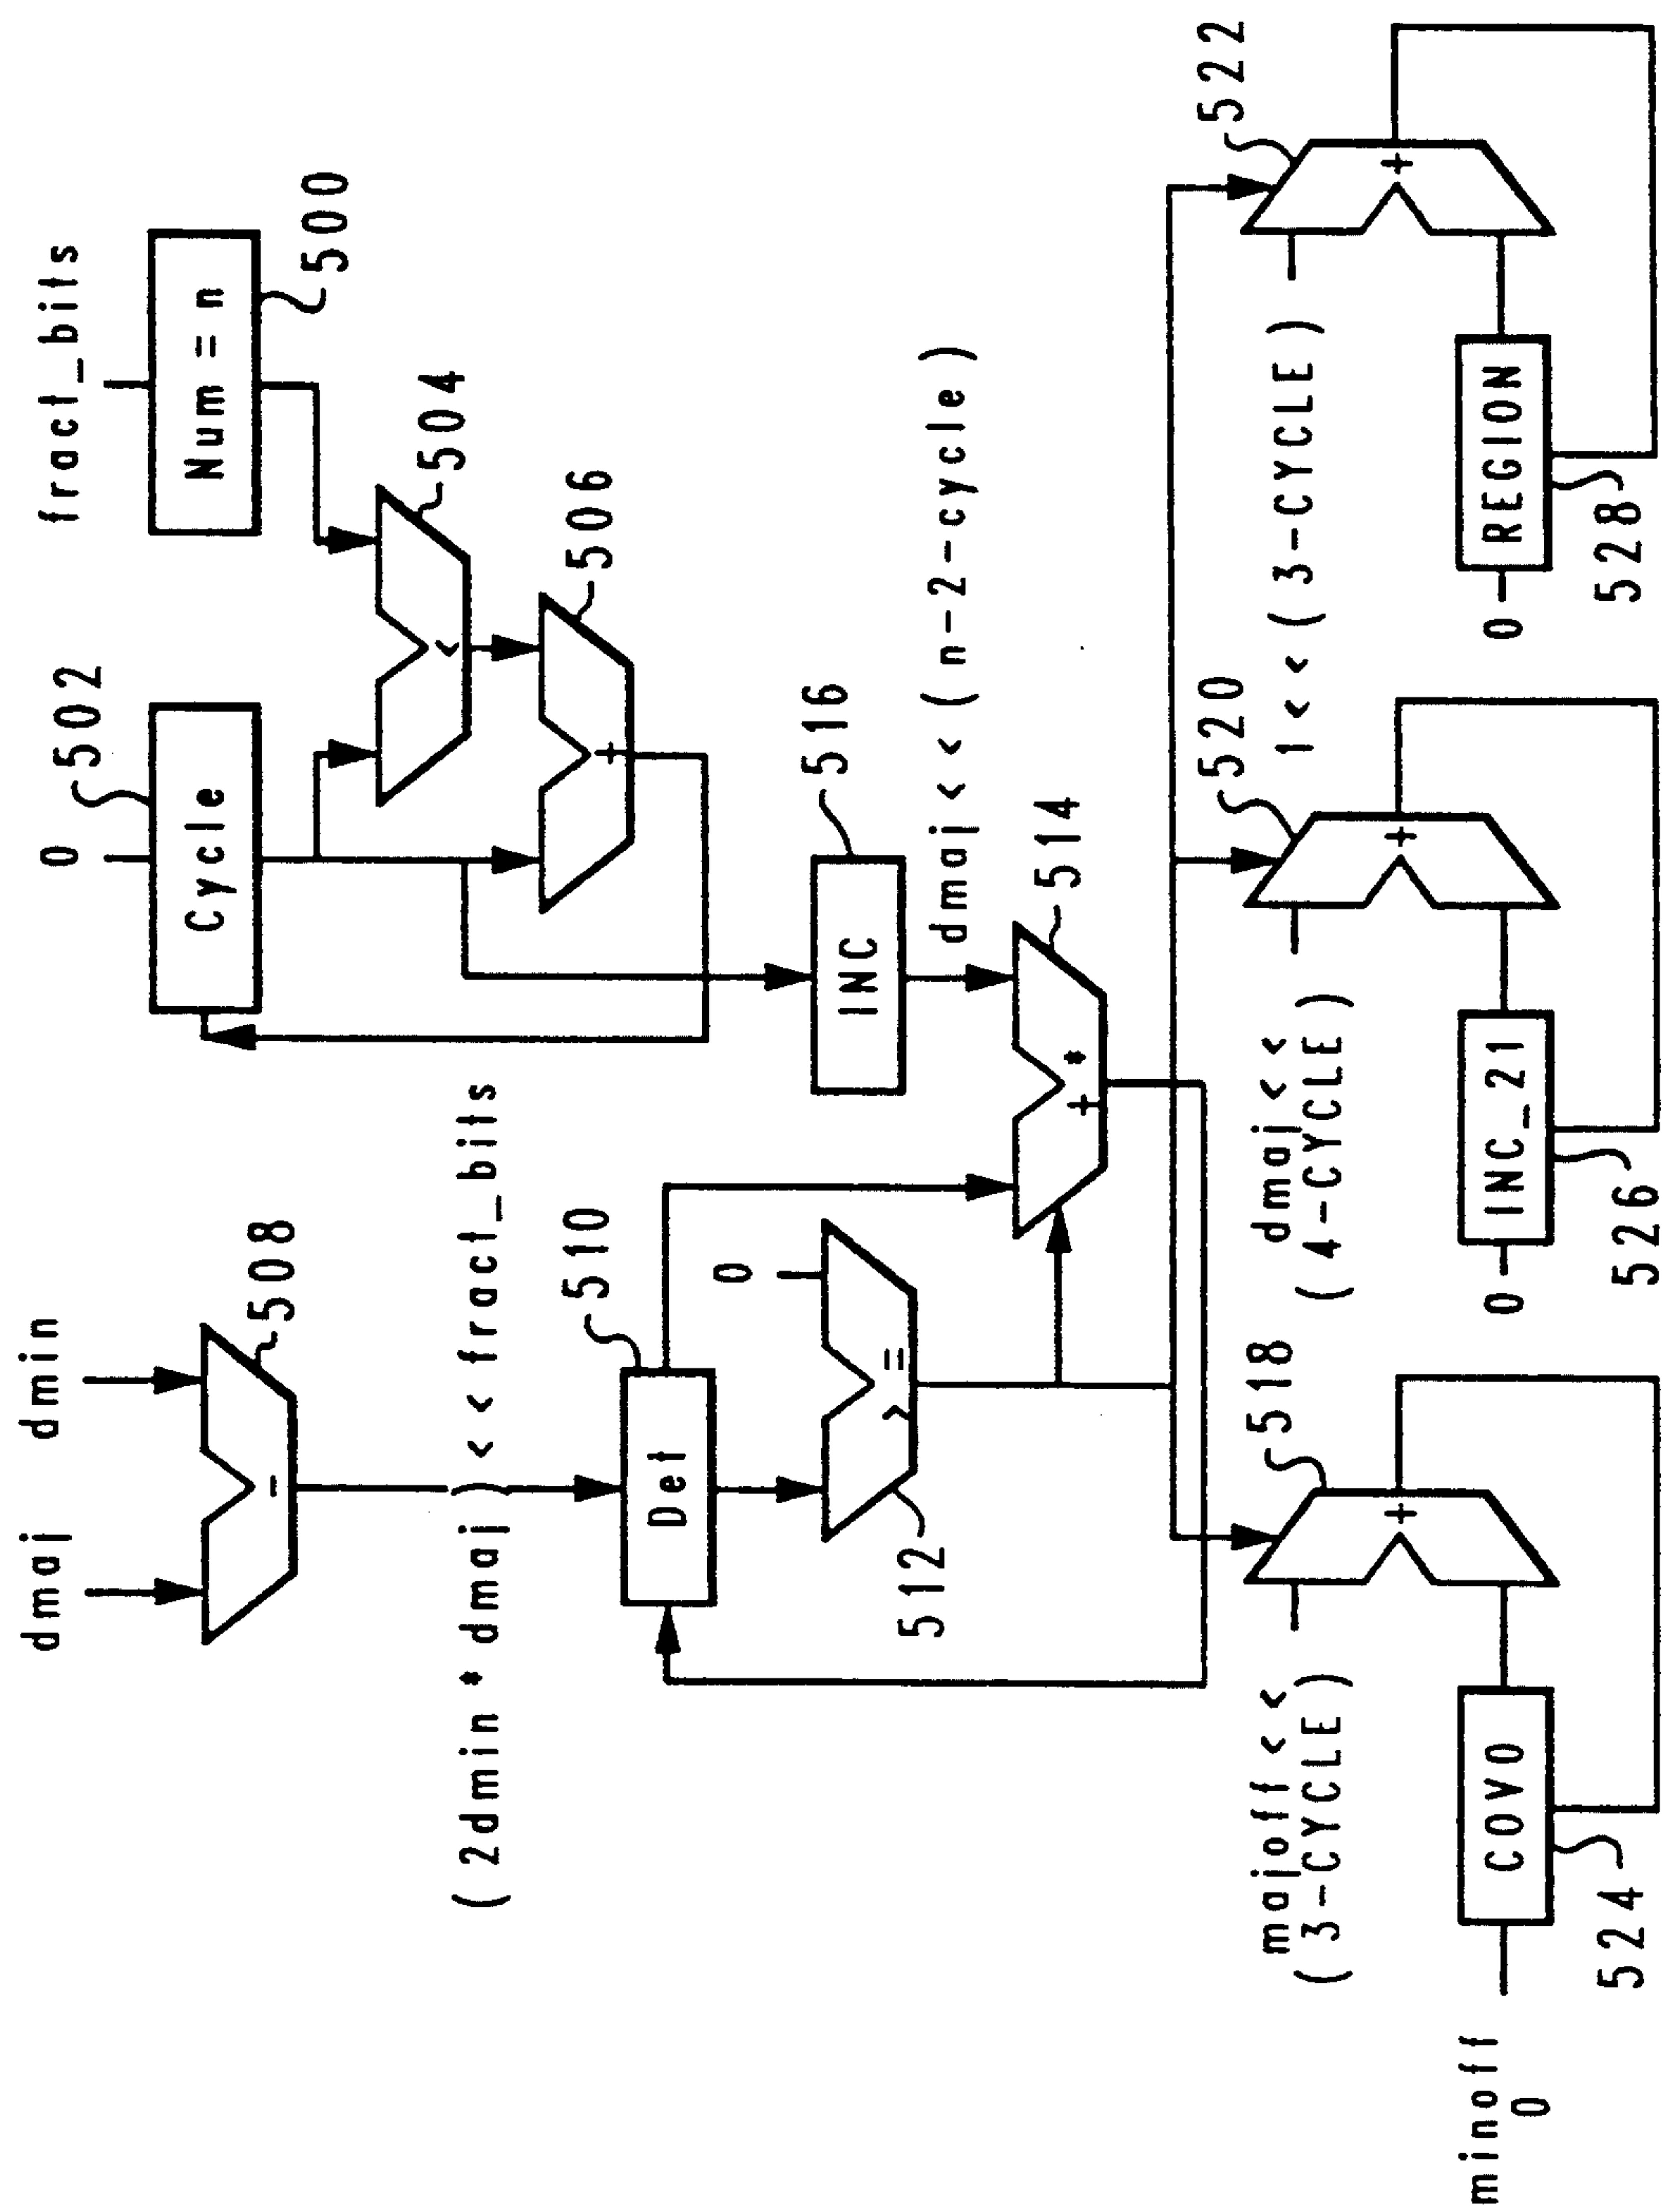 fract_bits
0
Num = n
500
Cycle
502
<
504
+
506
dmaj
dmin
-
508
(2dmin * dmaj) << fract_bits
Det
510
0
>=
512
INC
516
dmaj << (n-2-cycle)
+ *
514
majoff <<
(3-CYCLE)
+
518
dmaj <<
(4-CYCLE)
+
520
1<< (3-CYCLE)
+
522
minoff
0
COVO
524
0
INC_21
526
0
REGION
528